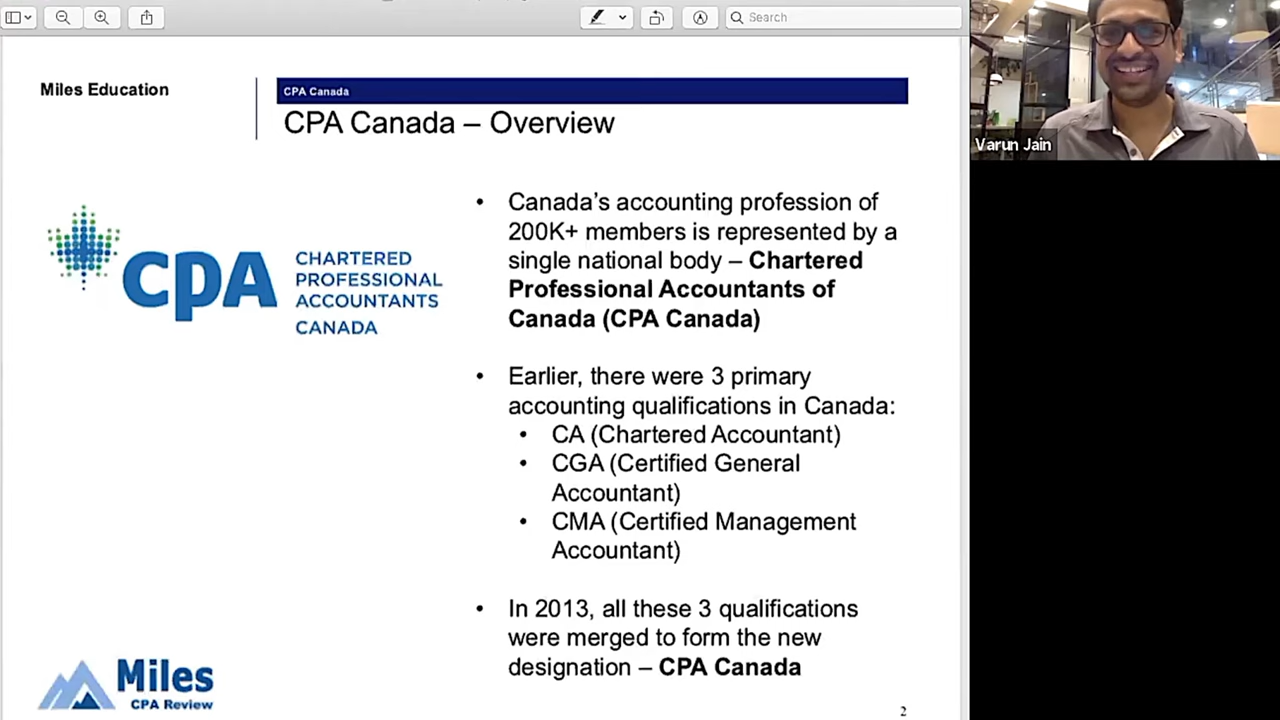 Search
Miles Education
CPA Canada
CPA Canada – Overview
Varun Jain
CPA
CHARTERED
PROFESSIONAL
ACCOUNTANTS
CANADA
• Canada's accounting profession of
200K+ members is represented by a
single national body – Chartered
Professional Accountants of
Canada (CPA Canada)
• Earlier, there were 3 primary
accounting qualifications in Canada:
• CA (Chartered Accountant)
• CGA (Certified General
Accountant)
• CMA (Certified Management
Accountant)
• In 2013, all these 3 qualifications
were merged to form the new
designation – CPA Canada
Miles
CPA Review
2